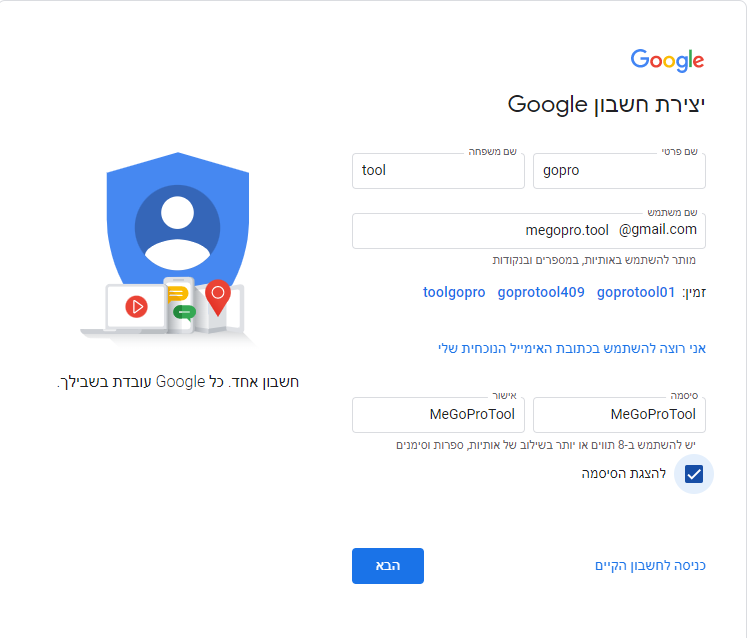 Google
יצירת חשבון Google
שם פרטי
gopro
שם משפחה
tool
שם משתמש
megopro.tool @gmail.com
מותר להשתמש באותיות, במספרים ובנקודות
זמין: goprotool01 goprotool409 toolgopro
אני רוצה להשתמש בכתובת האימייל הנוכחית שלי
סיסמה
MeGoProTool
אישור
MeGoProTool
יש להשתמש ב-8 תווים או יותר בשילוב של אותיות, ספרות וסימנים
להצגת הסיסמה
כניסה לחשבון הקיים
הבא
חשבון אחד. כל Google עובדת בשבילך.